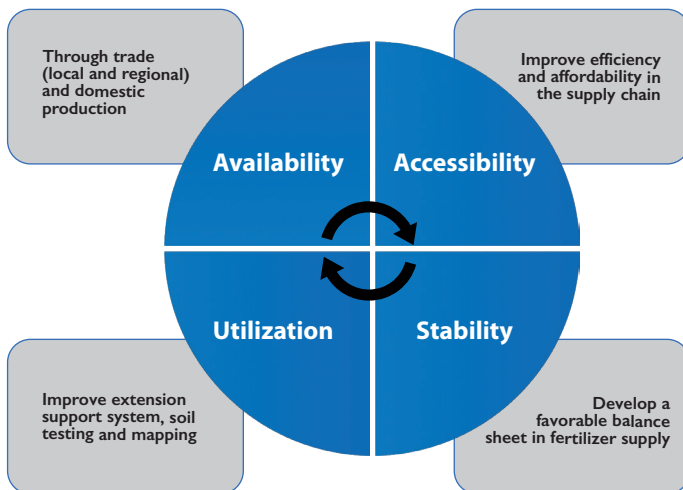 Through trade
(local and regional)
and domestic
production
Improve efficiency
and affordability in
the supply chain
Availability
Accessibility
Utilization
Stability
Improve extension
support system, soil
testing and mapping
Develop a
favorable balance
sheet in fertilizer supply